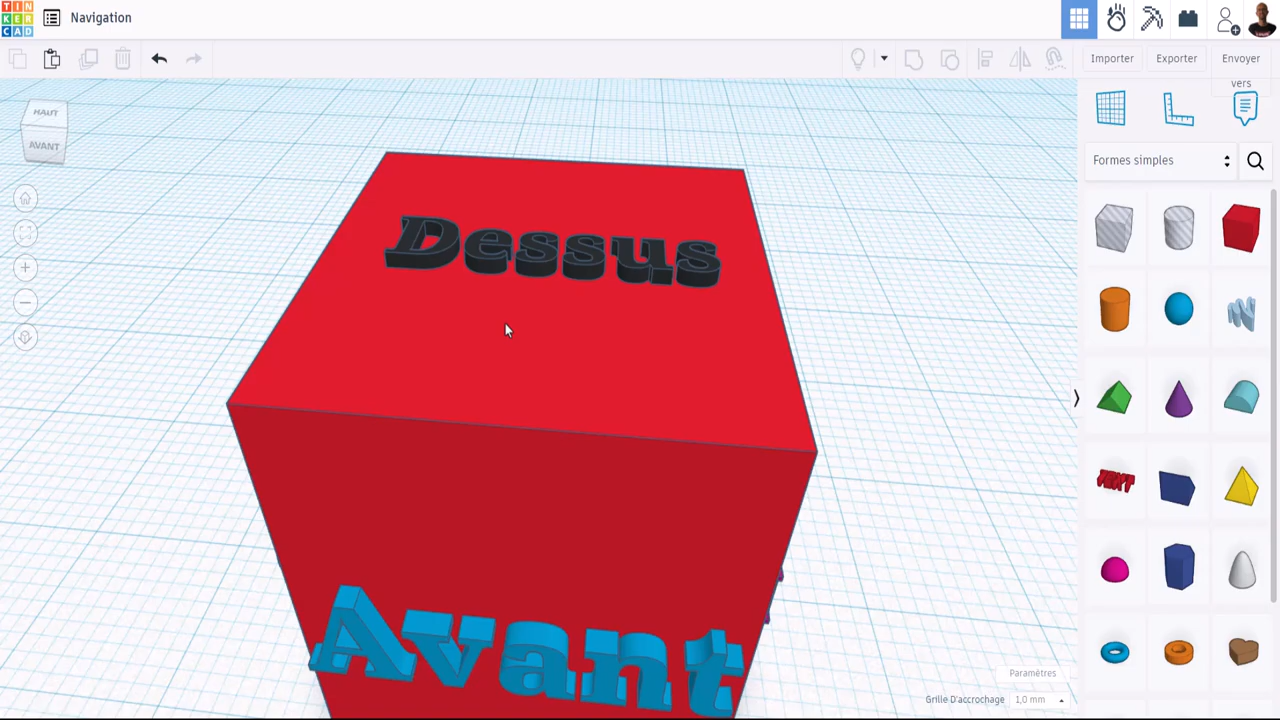 TIN
KER
CAD
Navigation
Importer
Exporter
Envoyer
vers
HAUT
AVANT
Formes simples
Dessus
Avant
TEXT
Paramètres
Grille D'accrochage
1,0 mm